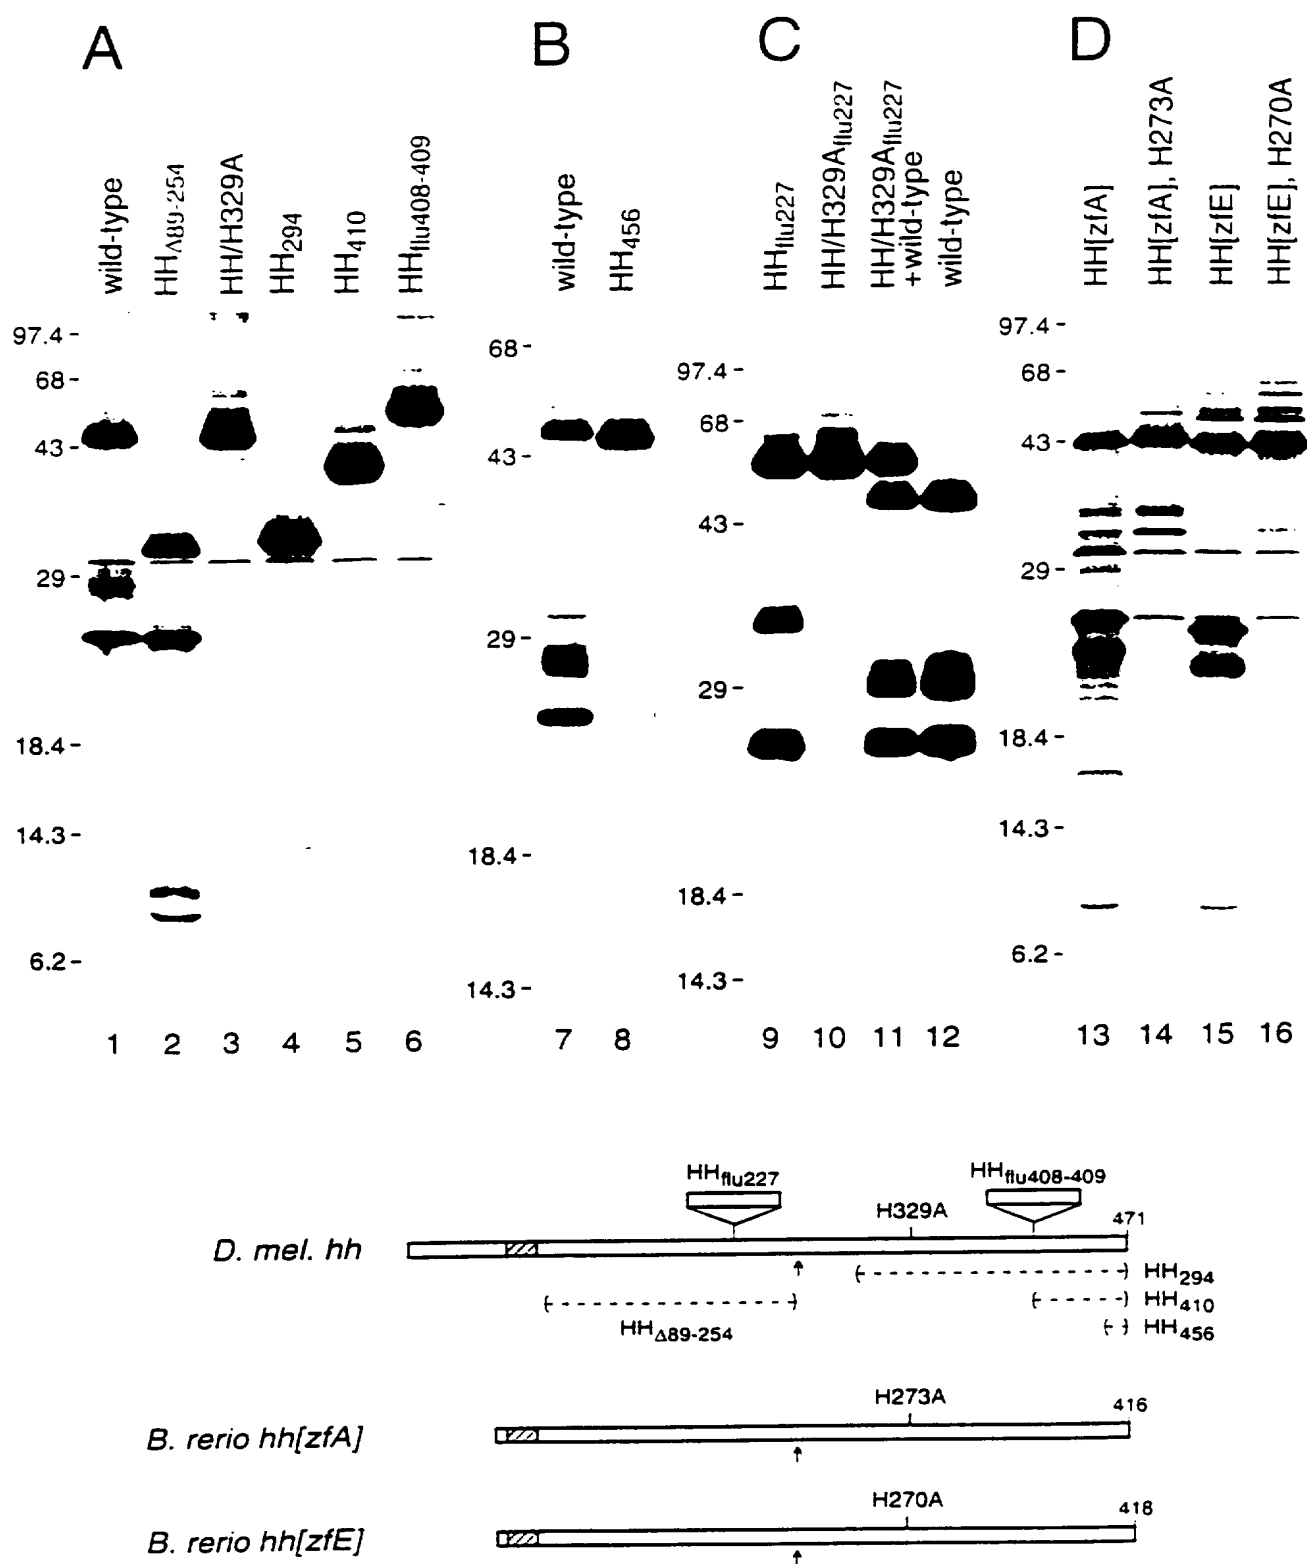 A
B
C
D
wild-type
HHΔ89-254
HH/H329A
HH294
HH410
HHflu408-409
wild-type
HH456
HHflu227
HH/H329Aflu227
HH/H329Aflu227
+wild-type
wild-type
HH[zfA]
HH[zfA], H273A
HH[zfE]
HH[zfE], H270A
97.4 -
68 -
43 -
29 -
18.4 -
14.3 -
6.2 -
68 -
43 -
29 -
18.4 -
14.3 -
97.4 -
68 -
43 -
29 -
18.4 -
14.3 -
97.4 -
68 -
43 -
29 -
18.4 -
14.3 -
6.2 -
1 2 3 4 5 6
7 8
9 10 11 12
13 14 15 16
HHflu227
HHflu408-409
H329A
471
D. mel. hh
HH294
HH410
HHΔ89-254
HH456
H273A
416
B. rerio hh[zfA]
H270A
418
B. rerio hh[zfE]